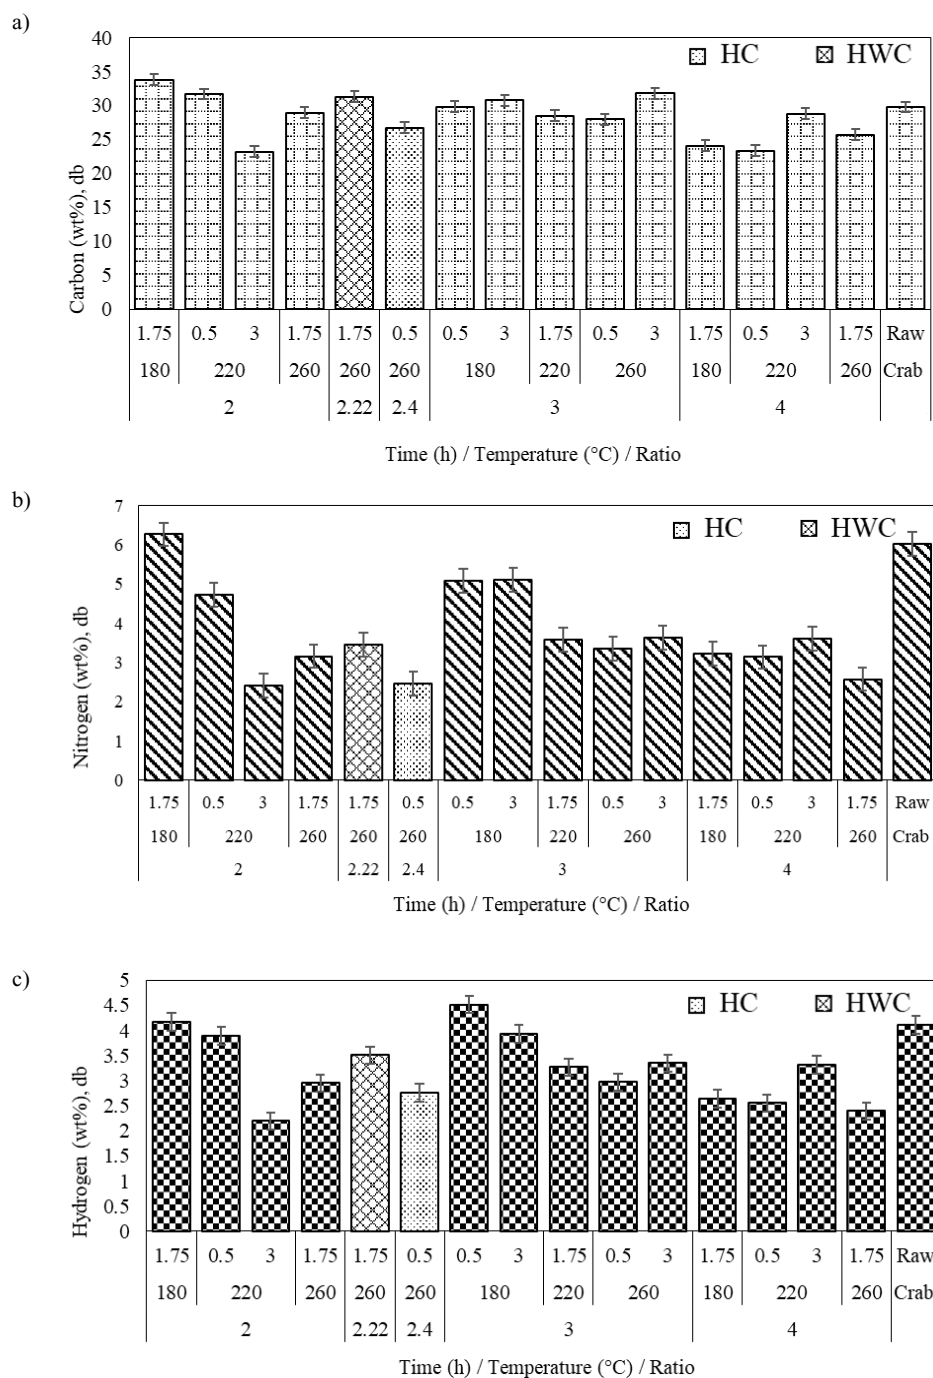 a)
40
35
30
25
20
15
10
5
0
Carbon (wt%), db
HC HWC
1.75 0.5 3 1.75 1.75 0.5 0.5 3 1.75 0.5 3 1.75 0.5 3 1.75 Raw
180 220 260 260 260 180 220 260 180 220 260 Crab
2 2.22 2.4 3 4
Time (h) / Temperature (°C) / Ratio
b)
7
6
5
4
3
2
1
0
Nitrogen (wt%), db
HC HWC
1.75 0.5 3 1.75 1.75 0.5 0.5 3 1.75 0.5 3 1.75 0.5 3 1.75 Raw
180 220 260 260 260 180 220 260 180 220 260 Crab
2 2.22 2.4 3 4
Time (h) / Temperature (°C) / Ratio
c)
5
4.5
4
3.5
3
2.5
2
1.5
1
0.5
0
Hydrogen (wt%), db
HC HWC
1.75 0.5 3 1.75 1.75 0.5 0.5 3 1.75 0.5 3 1.75 0.5 3 1.75 Raw
180 220 260 260 260 180 220 260 180 220 260 Crab
2 2.22 2.4 3 4
Time (h) / Temperature (°C) / Ratio